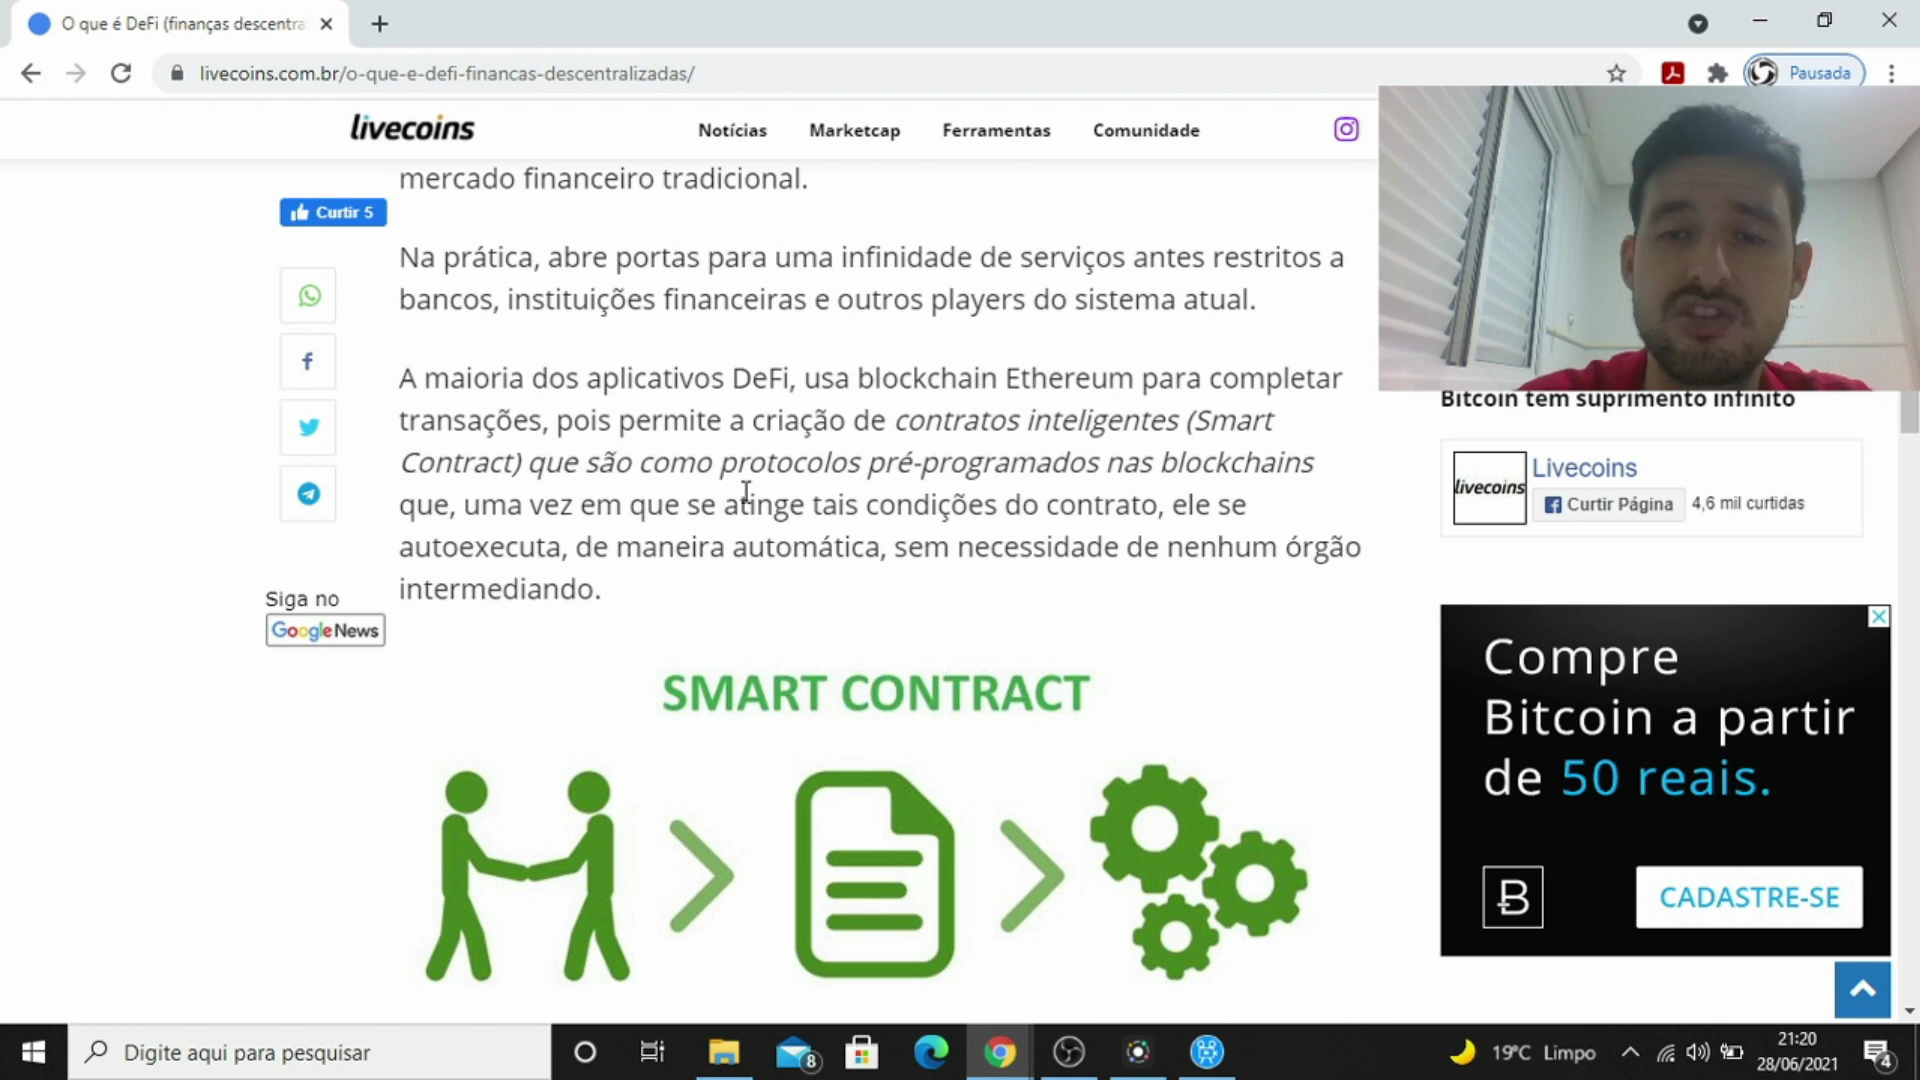 O que é DeFi (finanças descentra
livecoins.com.br/o-que-e-defi-financas-descentralizadas/
Pausada
livecoins
Notícias
Marketcap
Ferramentas
Comunidade
mercado financeiro tradicional.
Curtir 5
Na prática, abre portas para uma infinidade de serviços antes restritos a
bancos, instituições financeiras e outros players do sistema atual.
A maioria dos aplicativos DeFi, usa blockchain Ethereum para completar
transações, pois permite a criação de contratos inteligentes (Smart
Contract) que são como protocolos pré-programados nas blockchains
que, uma vez em que se atinge tais condições do contrato, ele se
autoexecuta, de maneira automática, sem necessidade de nenhum órgão
intermediando.
Siga no
Google News
SMART CONTRACT
Bitcoin tem suprimento infinito
livecoins
Livecoins
Curtir Página
4,6 mil curtidas
Compre
Bitcoin a partir
de 50 reais.
CADASTRE-SE
Digite aqui para pesquisar
8
19°C Limpo
21:20
28/06/2021
4